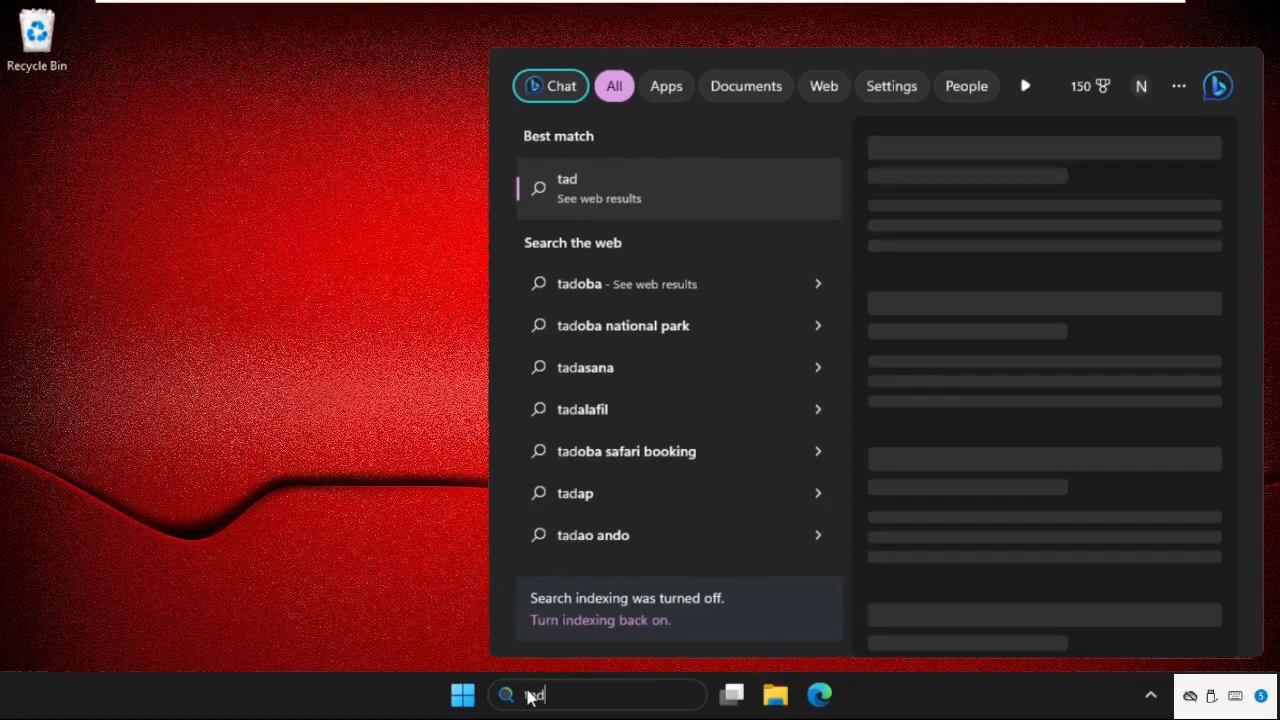 Recycle Bin
Chat All Apps Documents Web Settings People 150 N
Best match
tad
See web results
Search the web
tadoba - See web results
tadoba national park
tadasana
tadalafil
tadoba safari booking
tadap
tadao ando
Search indexing was turned off.
Turn indexing back on.
tad
5